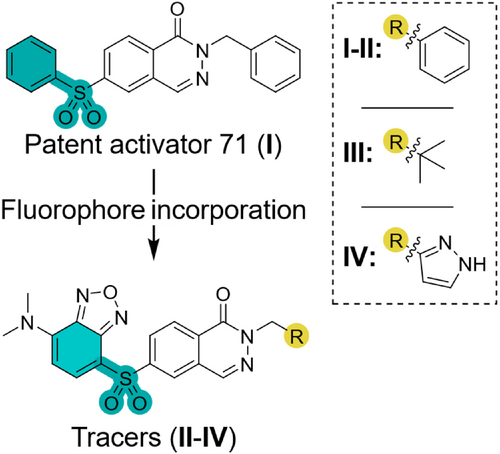 O
N
N
S
O O
Patent activator 71 (I)
Fluorophore incorporation
N
N
O
N
N
O
N
N
R
S
O O
Tracers (II-IV)
I-II:
R
III:
R
IV:
R
N
NH